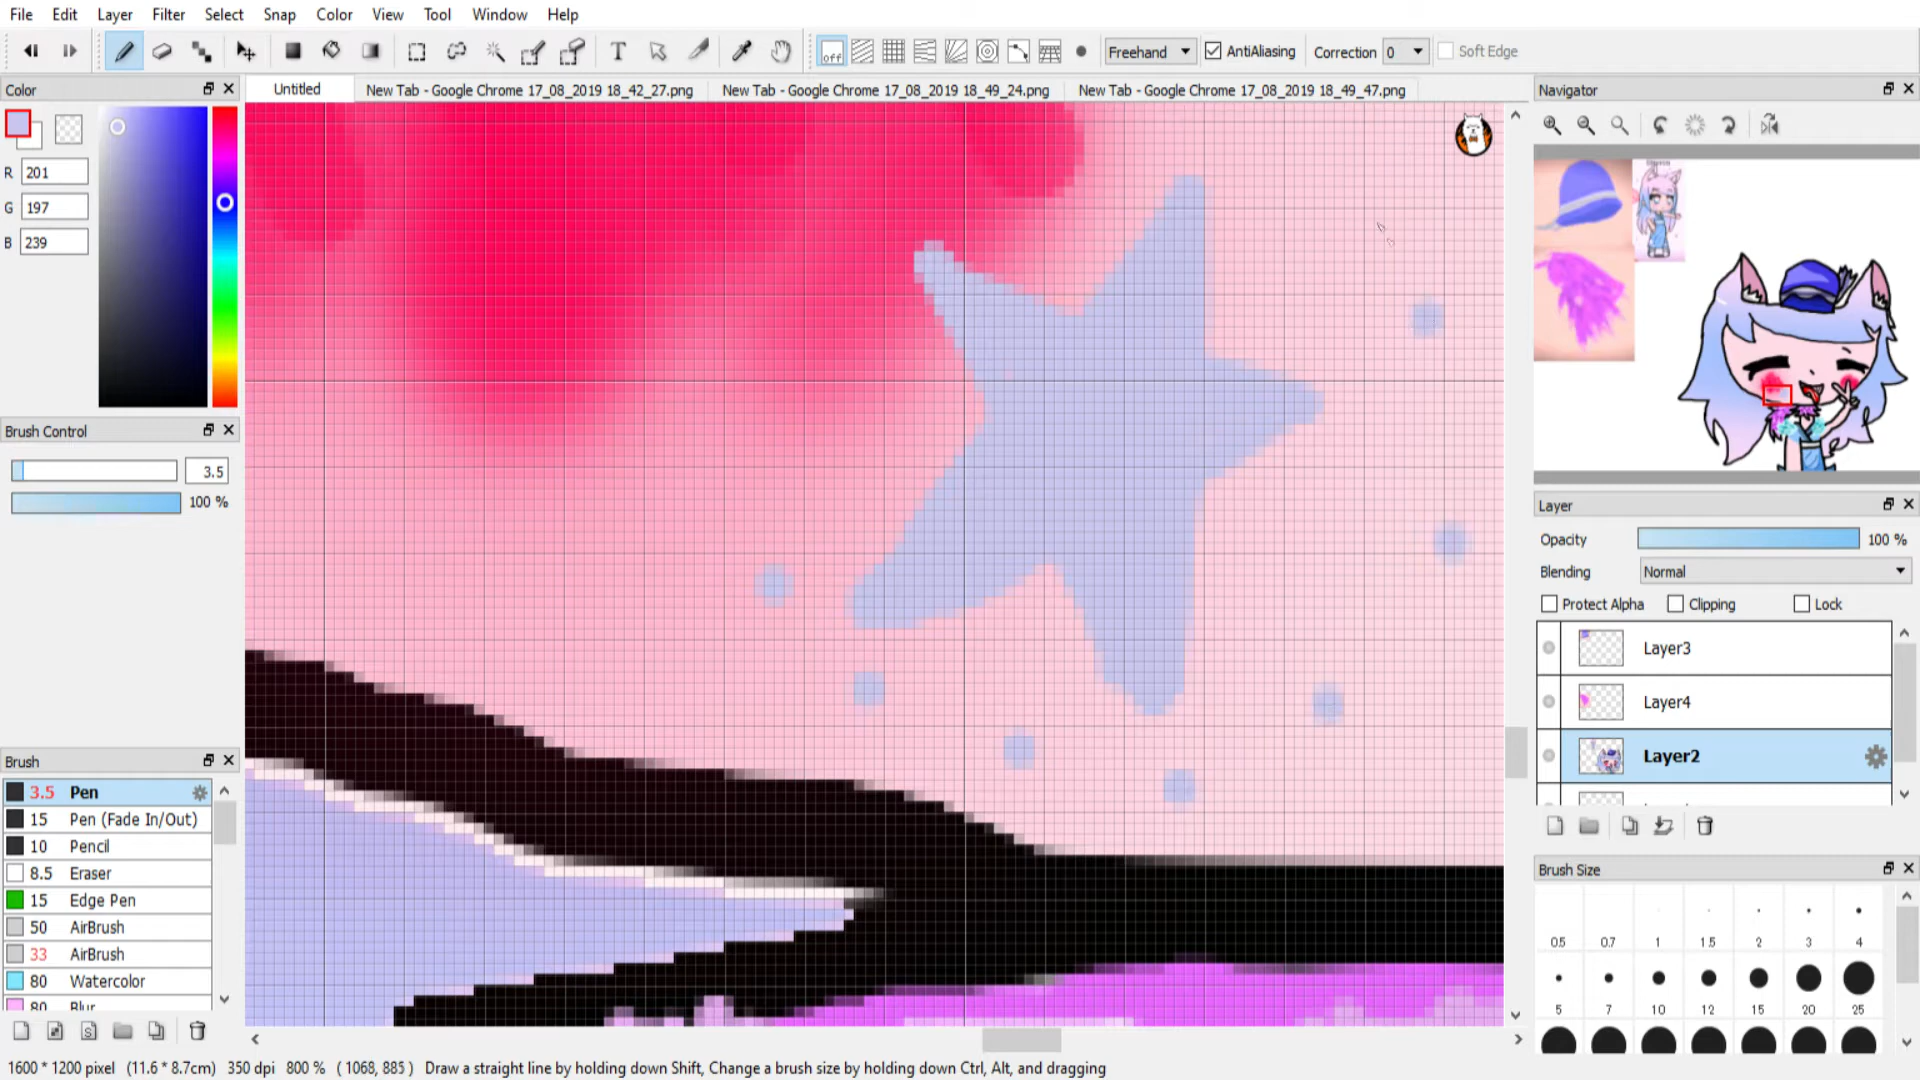 File Edit Layer Filter Select Snap Color View Tool Window Help
off Freehand AntiAliasing Correction 0 Soft Edge
Color
Untitled New Tab - Google Chrome 17_08_2019 18_42_27.png New Tab - Google Chrome 17_08_2019 18_49_24.png New Tab - Google Chrome 17_08_2019 18_49_47.png
Navigator
R 201
G 197
B 239
Brush Control
3.5
100 %
Layer
Opacity 100 %
Blending Normal
Protect Alpha Clipping Lock
Layer3
Layer4
Layer2
Brush
3.5 Pen
15 Pen (Fade In/Out)
10 Pencil
8.5 Eraser
15 Edge Pen
50 AirBrush
33 AirBrush
80 Watercolor
80 Blur
Brush Size
0.5 0.7 1 1.5 2 3 4
5 7 10 12 15 20 25
1600 * 1200 pixel (11.6 * 8.7cm) 350 dpi 800 % ( 1068, 885 ) Draw a straight line by holding down Shift, Change a brush size by holding down Ctrl, Alt, and dragging